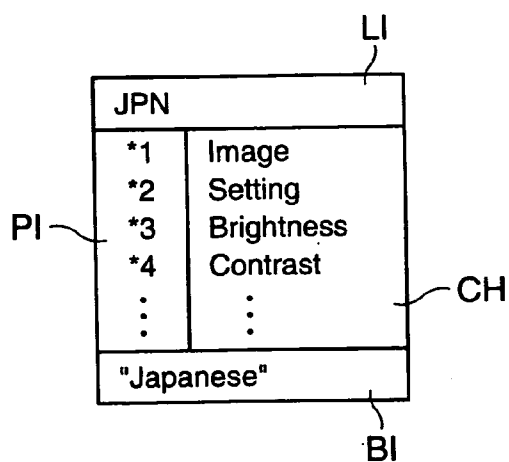 LI
JPN
*1 Image
*2 Setting
PI *3 Brightness
*4 Contrast
CH
"Japanese"
BI